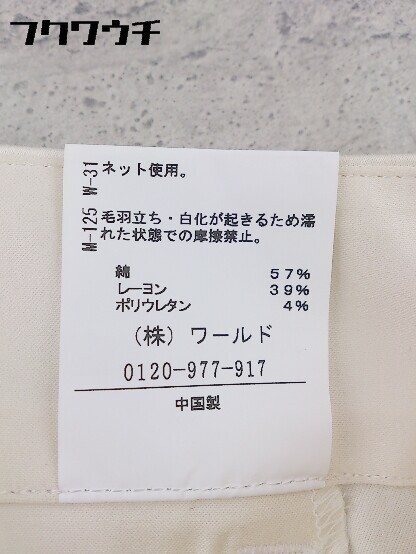 フクワウチ
M-125 W-31
ネット使用。
毛羽立ち・白化が起きるため濡
れた状態での摩擦禁止。
綿 57%
レーヨン 39%
ポリウレタン 4%
(株) ワールド
0120-977-917
中国製